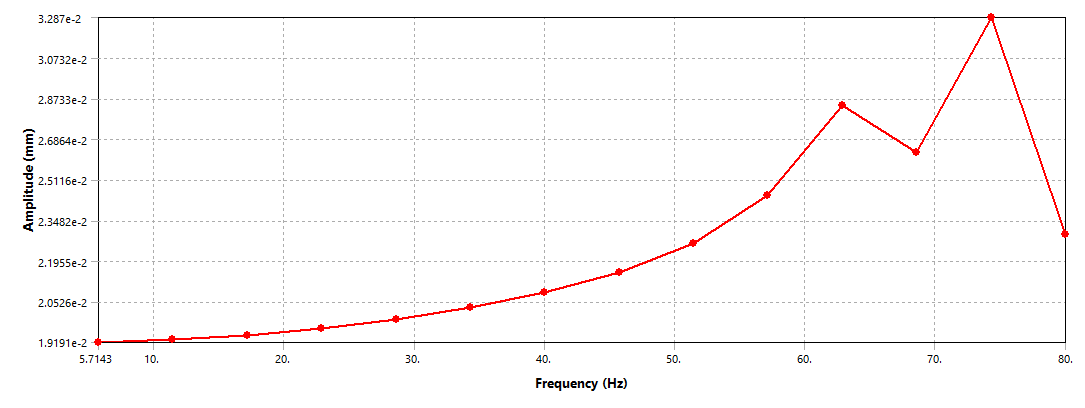 3.287e-2
3.0732e-2
2.8733e-2
2.6864e-2
2.5116e-2
2.3482e-2
2.1955e-2
2.0526e-2
1.9191e-2
Amplitude (mm)
5.7143 10. 20. 30. 40. 50. 60. 70. 80.
Frequency (Hz)